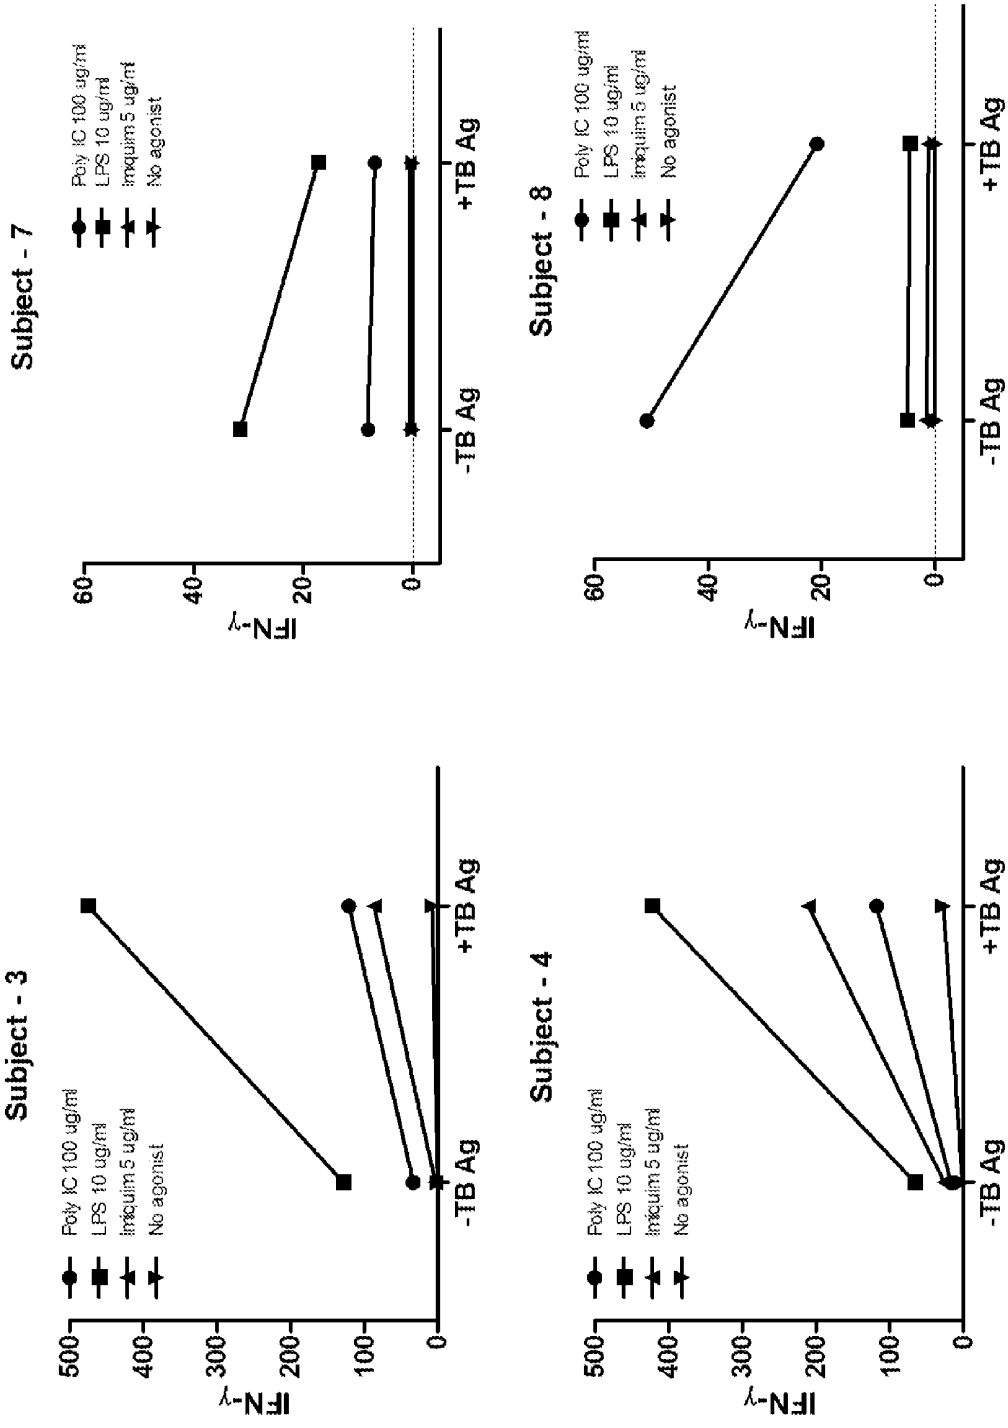 Subject - 3
Poly IC 100 ug/ml
LPS 10 ug/ml
Imiquim 5 ug/ml
No agonist
500
400
300
200
100
0
IFN-γ
-TB Ag
+TB Ag
Subject - 7
Poly IC 100 ug/ml
LPS 10 ug/ml
Imiquim 5 ug/ml
No agonist
60
40
20
0
IFN-γ
-TB Ag
+TB Ag
Subject - 4
Poly IC 100 ug/ml
LPS 10 ug/ml
Imiquim 5 ug/ml
No agonist
500
400
300
200
100
0
IFN-γ
-TB Ag
+TB Ag
Subject - 8
Poly IC 100 ug/ml
LPS 10 ug/ml
Imiquim 5 ug/ml
No agonist
60
40
20
0
IFN-γ
-TB Ag
+TB Ag